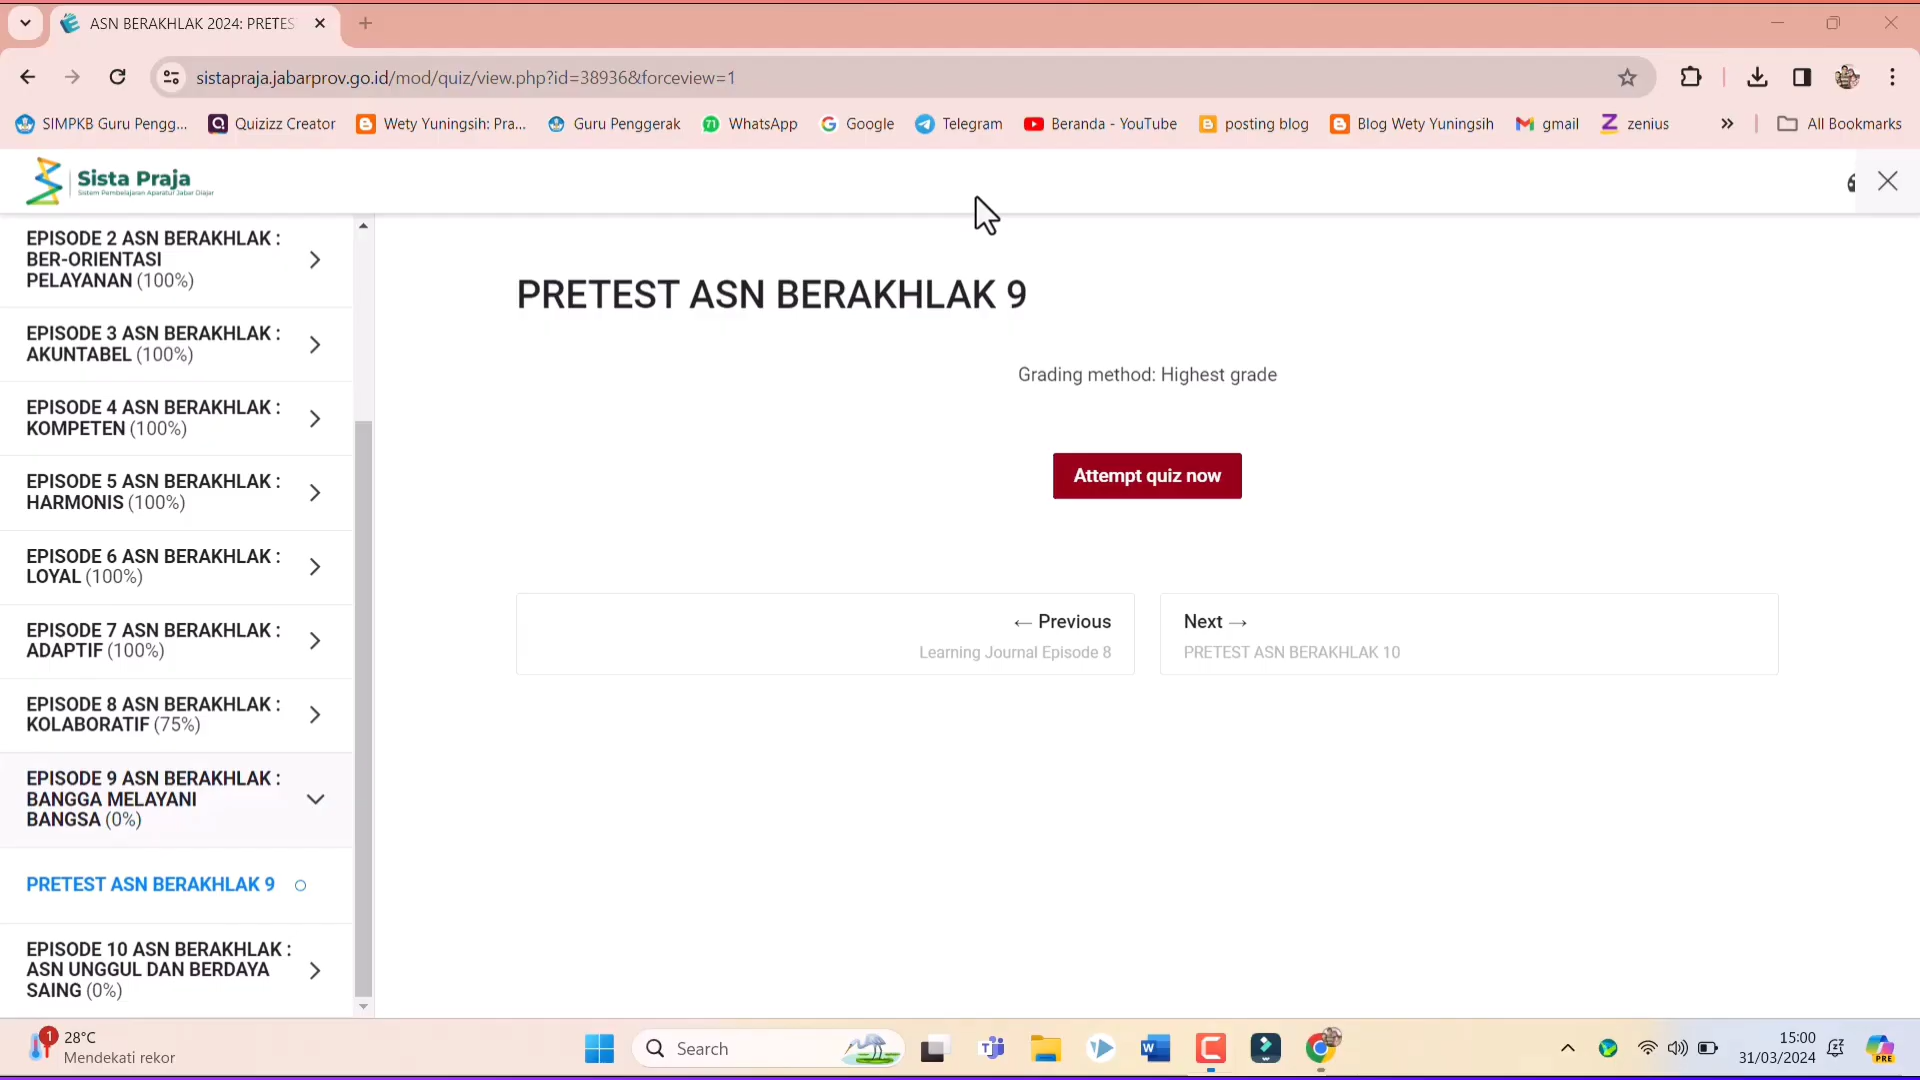 ASN BERAKHLAK 2024: PRETES
sistapraja.jabarprov.go.id/mod/quiz/view.php?id=38936&forceview=1
SIMPKB Guru Pengg... Quizizz Creator Wety Yuningsih: Pra... Guru Penggerak WhatsApp Google Telegram Beranda - YouTube posting blog Blog Wety Yuningsih gmail zenius » All Bookmarks
Sista Praja
Sistem Pembelajaran Aparatur Jabar Diajar
EPISODE 2 ASN BERAKHLAK :
BER-ORIENTASI
PELAYANAN (100%)
EPISODE 3 ASN BERAKHLAK :
AKUNTABEL (100%)
EPISODE 4 ASN BERAKHLAK :
KOMPETEN (100%)
EPISODE 5 ASN BERAKHLAK :
HARMONIS (100%)
EPISODE 6 ASN BERAKHLAK :
LOYAL (100%)
EPISODE 7 ASN BERAKHLAK :
ADAPTIF (100%)
EPISODE 8 ASN BERAKHLAK :
KOLABORATIF (75%)
EPISODE 9 ASN BERAKHLAK :
BANGGA MELAYANI
BANGSA (0%)
PRETEST ASN BERAKHLAK 9
EPISODE 10 ASN BERAKHLAK :
ASN UNGGUL DAN BERDAYA
SAING (0%)
PRETEST ASN BERAKHLAK 9
Grading method: Highest grade
Attempt quiz now
← Previous
Learning Journal Episode 8
Next →
PRETEST ASN BERAKHLAK 10
1
28°C
Mendekati rekor
Search
15:00
31/03/2024
PRE